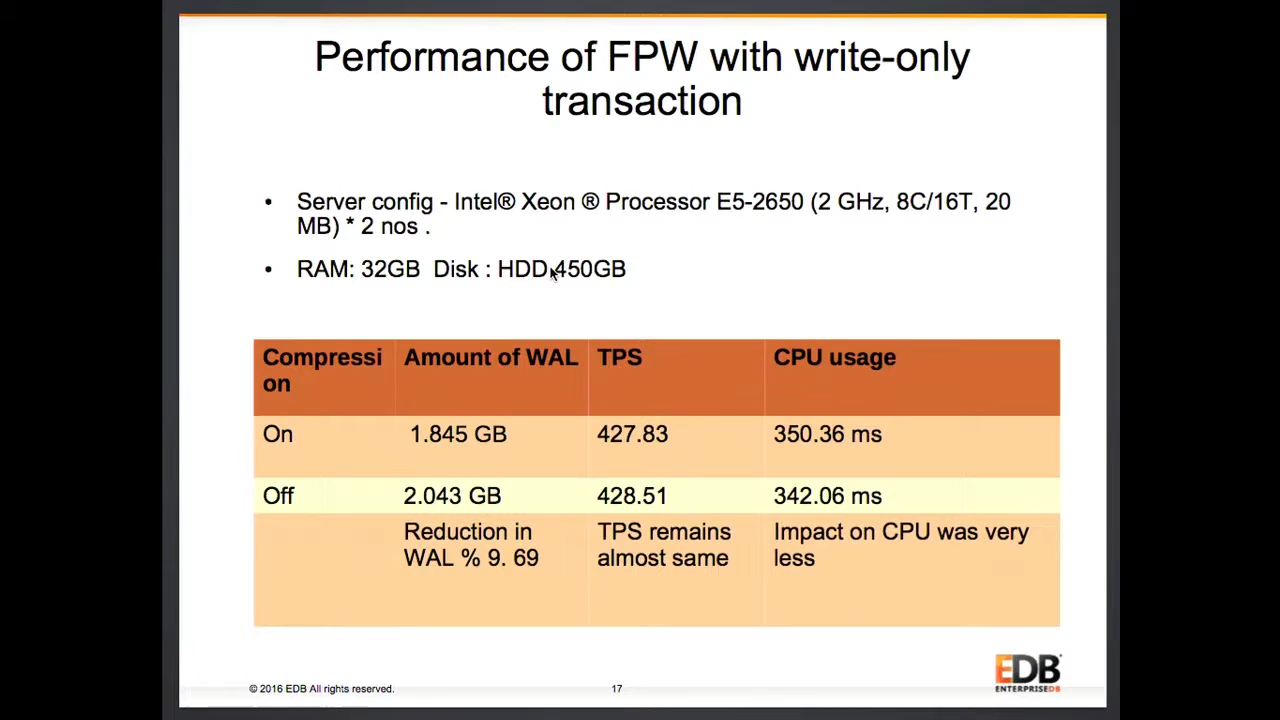 Performance of FPW with write-only
transaction
• Server config - Intel® Xeon ® Processor E5-2650 (2 GHz, 8C/16T, 20
MB) * 2 nos .
• RAM: 32GB  Disk : HDD 450GB
Compressi Amount of WAL TPS CPU usage
on
On 1.845 GB 427.83 350.36 ms
Off 2.043 GB 428.51 342.06 ms
Reduction in TPS remains Impact on CPU was very
WAL % 9. 69 almost same less
EDB
ENTERPRISEDB
© 2016 EDB All rights reserved. 17